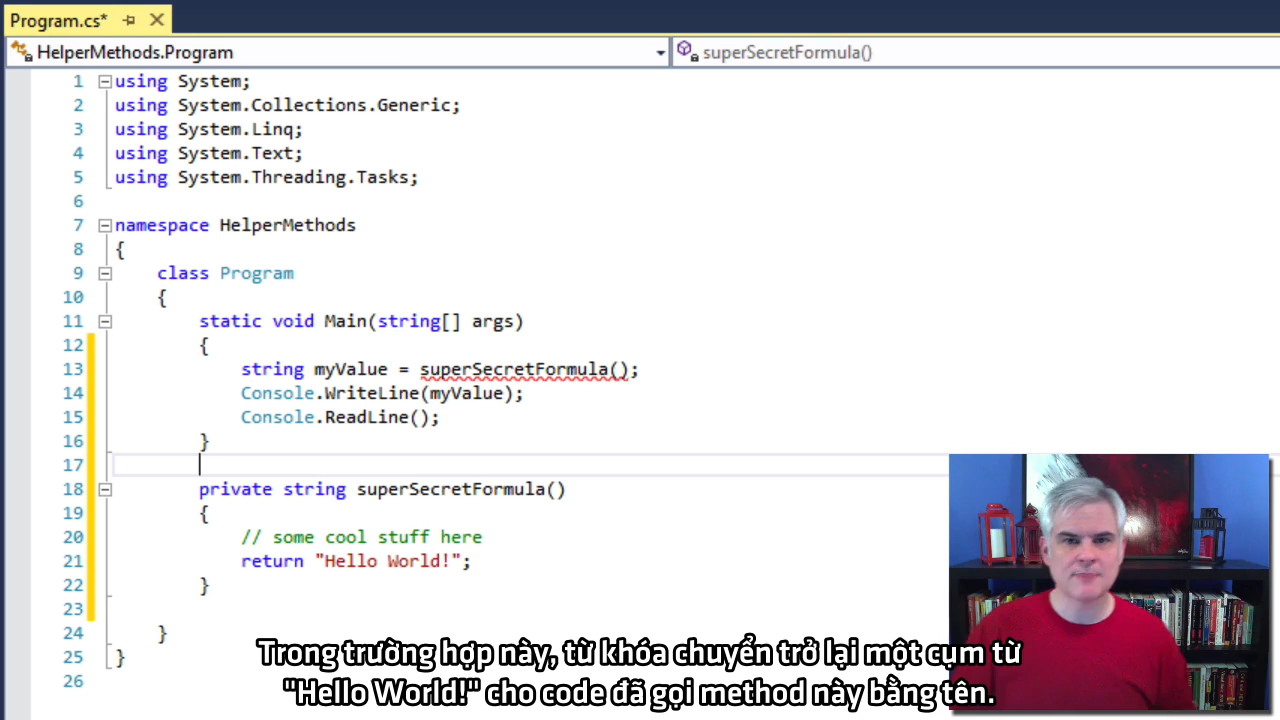 Program.cs*
HelperMethods.Program
superSecretFormula()
1 using System;
2 using System.Collections.Generic;
3 using System.Linq;
4 using System.Text;
5 using System.Threading.Tasks;
6
7 namespace HelperMethods
8 {
9 class Program
10 {
11 static void Main(string[] args)
12 {
13 string myValue = superSecretFormula();
14 Console.WriteLine(myValue);
15 Console.ReadLine();
16 }
17
18 private string superSecretFormula()
19 {
20 // some cool stuff here
21 return "Hello World!";
22 }
23
24 }
25 }
26
Trong trường hợp này, từ khóa chuyển trở lại một cụm từ
"Hello World!" cho code đã gọi method này bằng tên.